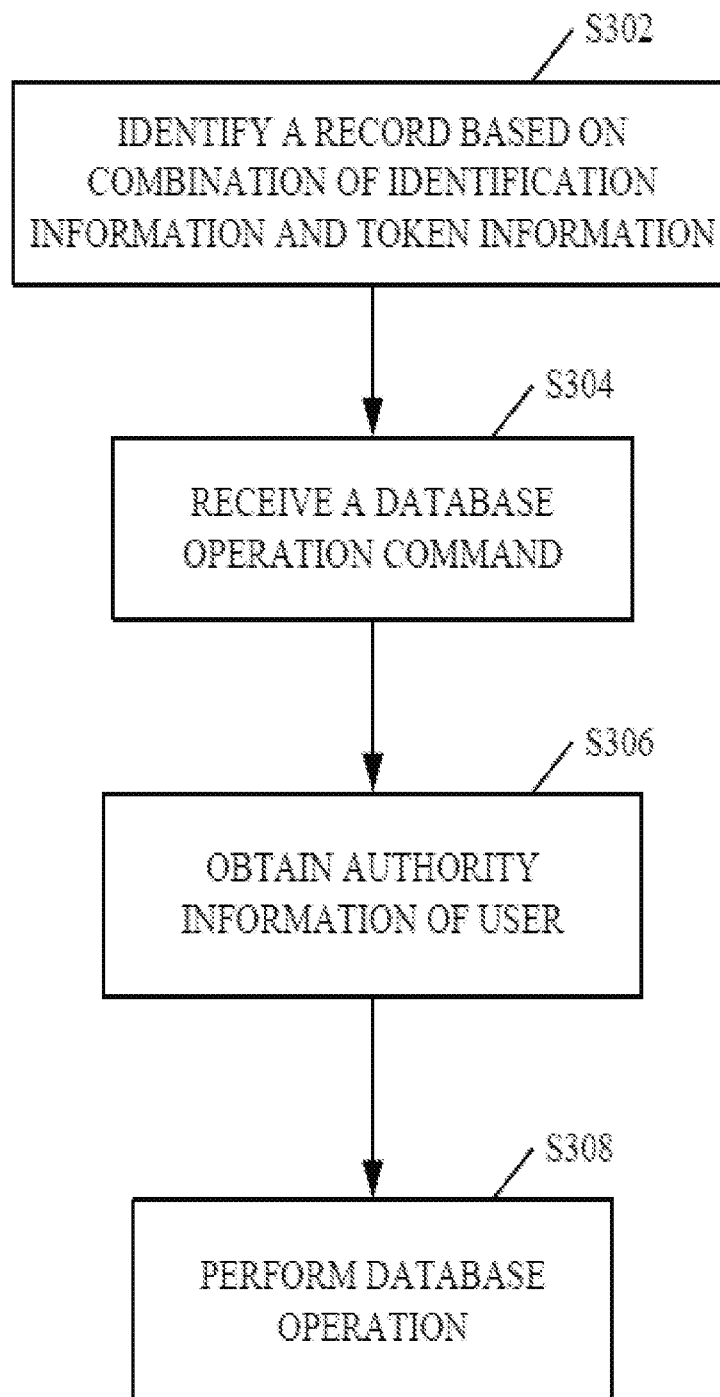 S302
IDENTIFY A RECORD BASED ON
COMBINATION OF IDENTIFICATION
INFORMATION AND TOKEN INFORMATION
S304
RECEIVE A DATABASE
OPERATION COMMAND
S306
OBTAIN AUTHORITY
INFORMATION OF USER
S308
PERFORM DATABASE
OPERATION